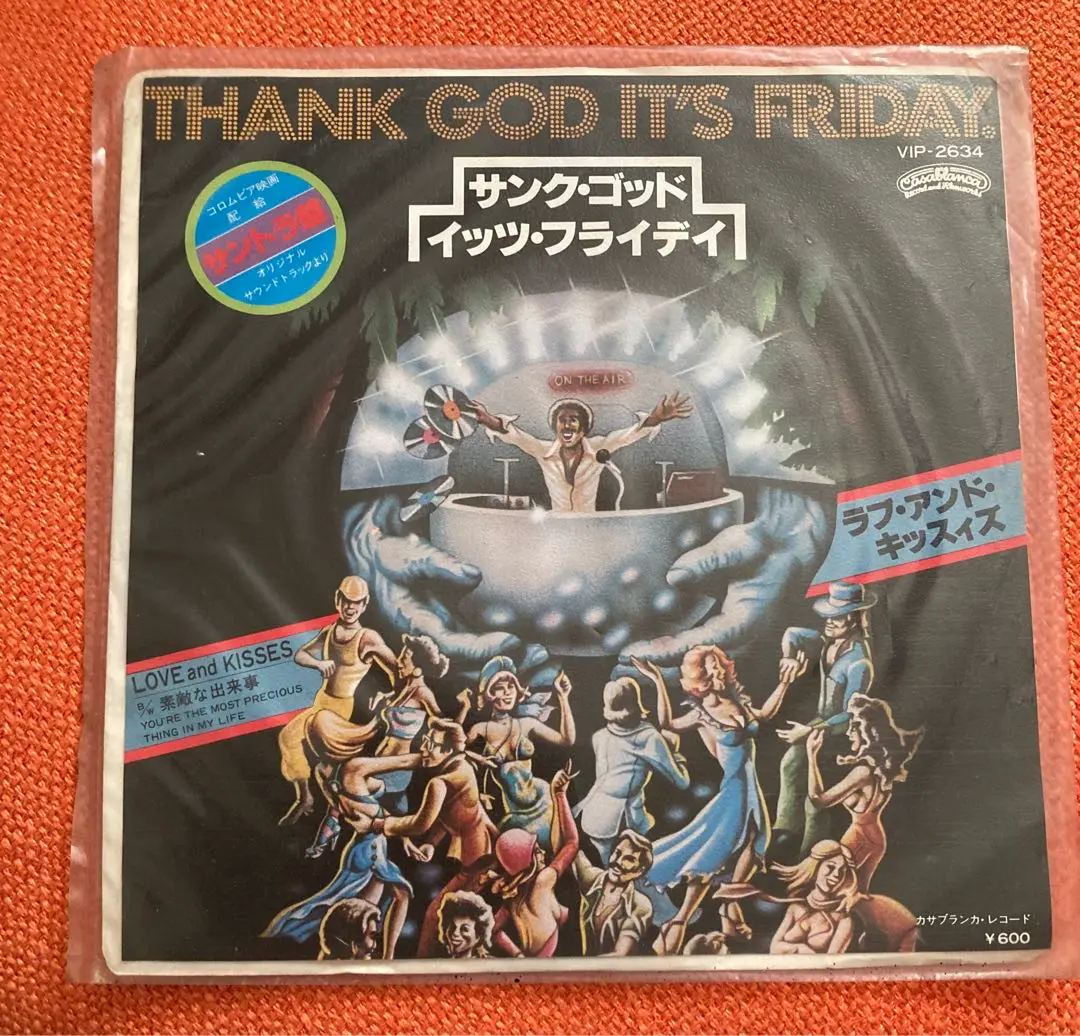 THANK GOD IT'S FRIDAY.
VIP-2634
Casablanca
Record and FilmWorks
サンク・ゴッド
イッツ・フライデイ
コロムビア映画
配給
サントラ盤
オリジナル
サウンドトラックより
ON THE AIR
ラブ・アンド・
キッスィズ
LOVE and KISSES
B/W 素敵な出来事
YOU'RE THE MOST PRECIOUS
THING IN MY LIFE
カサブランカ・レコード
¥600